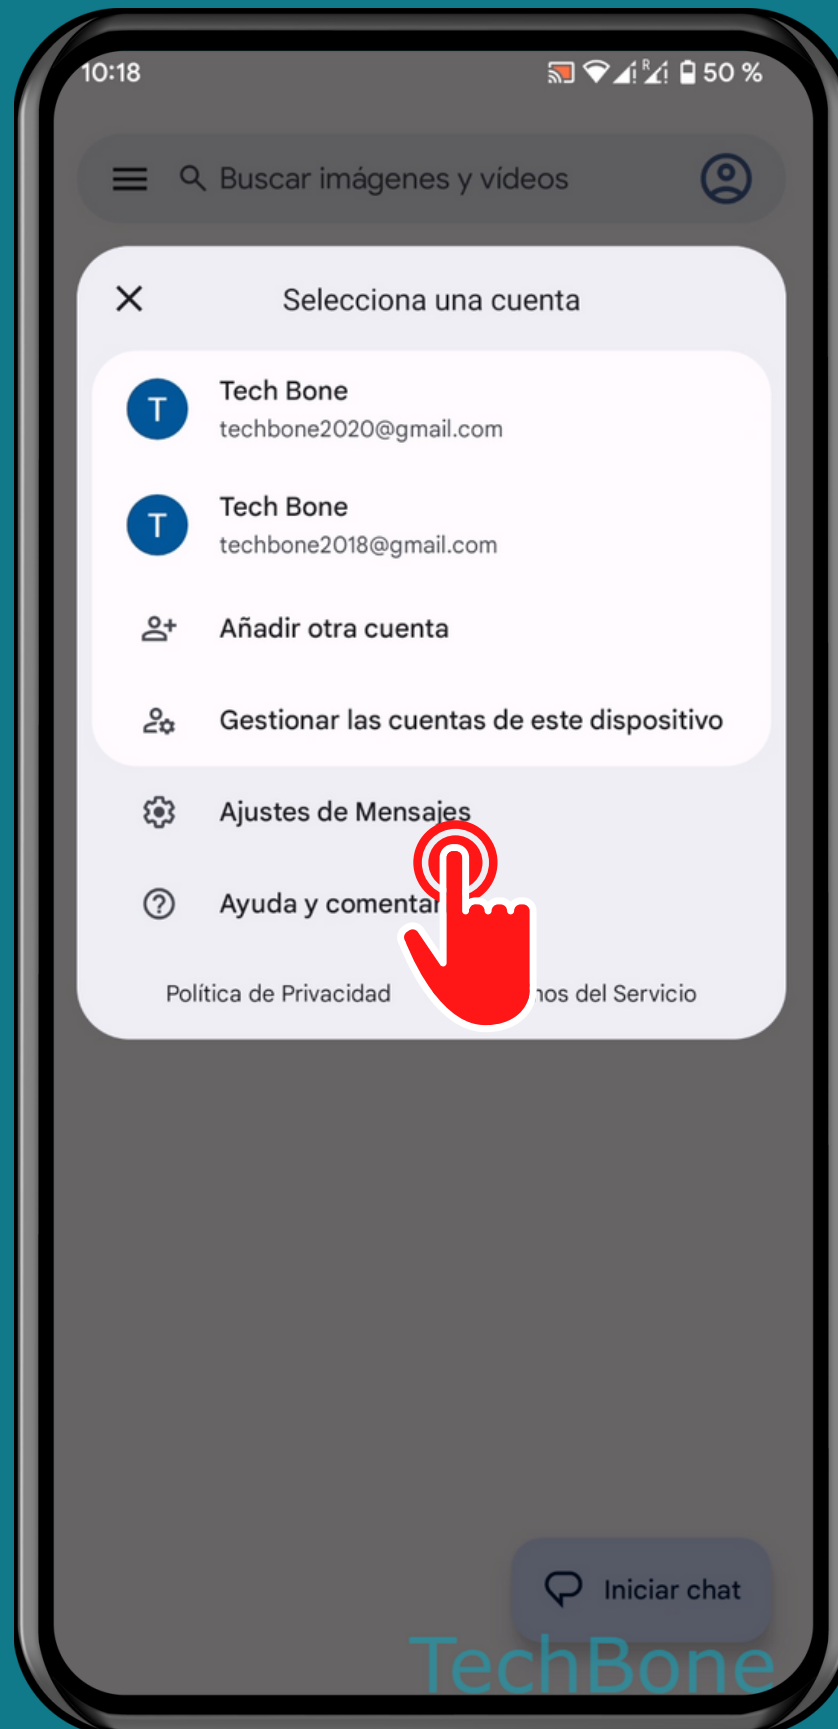 10:18
R
50 %
Buscar imágenes y vídeos
Selecciona una cuenta
T
Tech Bone
techbone2020@gmail.com
T
Tech Bone
techbone2018@gmail.com
Añadir otra cuenta
Gestionar las cuentas de este dispositivo
Ajustes de Mensajes
Ayuda y
Política de Privacidad
del Servicio
Iniciar chat
TechBone